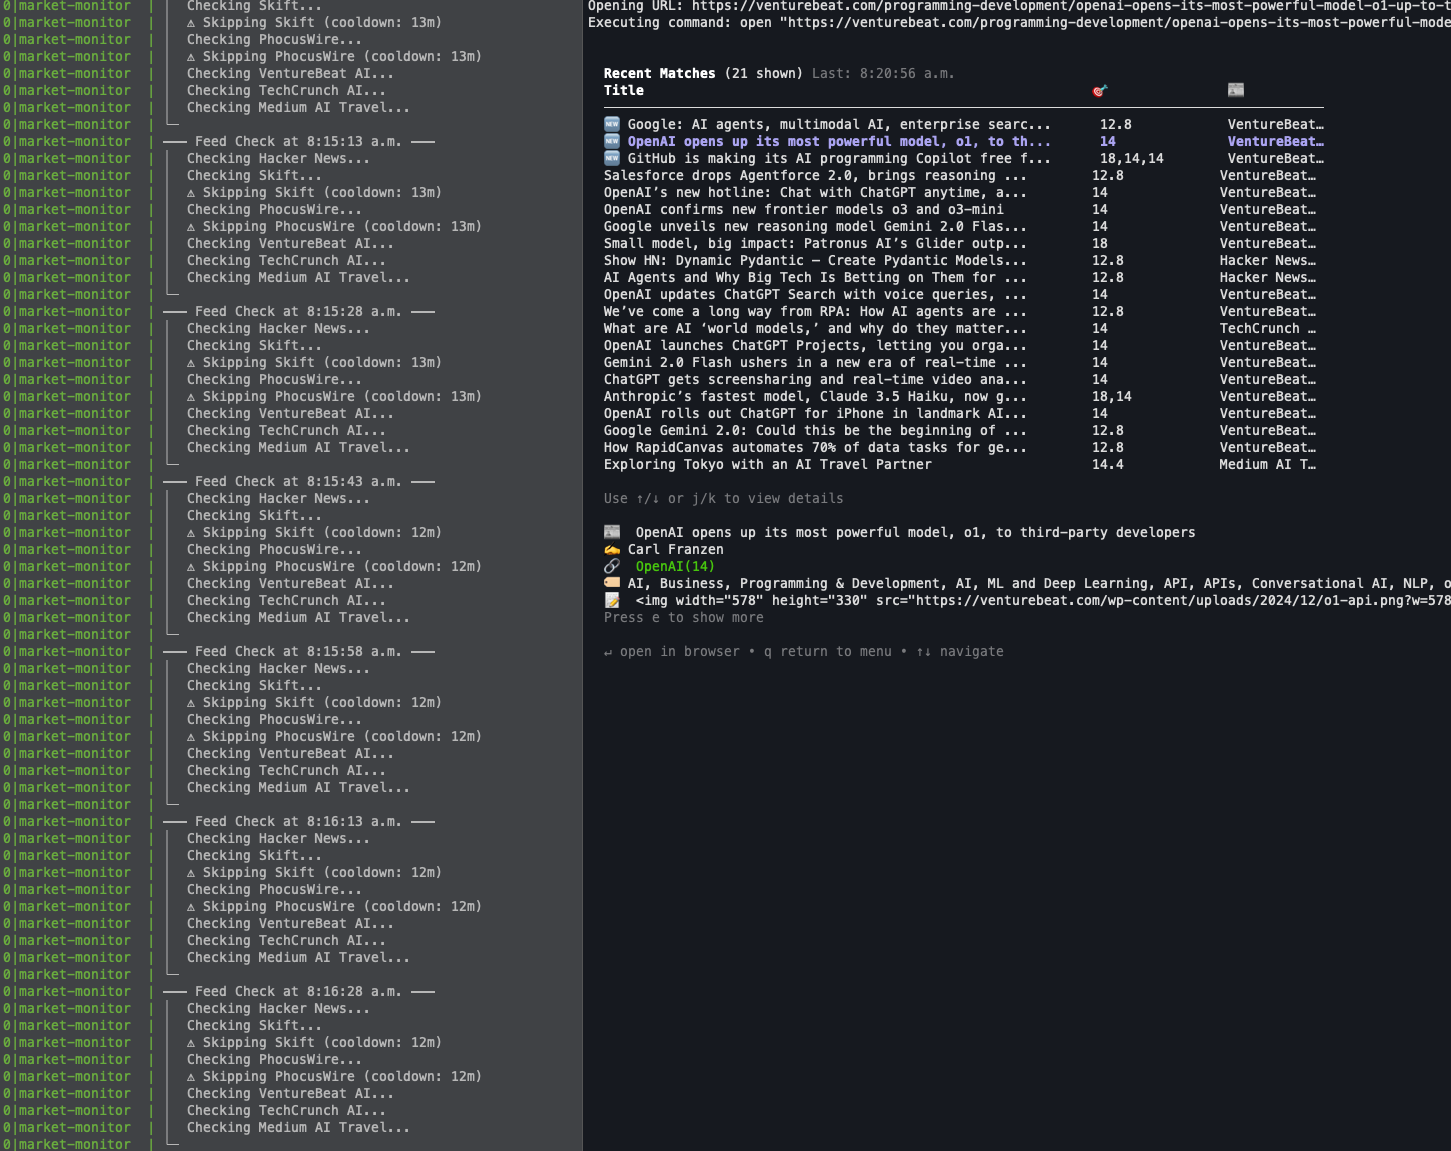 0|market-monitor | │ Checking Skift...
0|market-monitor | │ ⚠ Skipping Skift (cooldown: 13m)
0|market-monitor | │ Checking PhocusWire...
0|market-monitor | │ ⚠ Skipping PhocusWire (cooldown: 13m)
0|market-monitor | │ Checking VentureBeat AI...
0|market-monitor | │ Checking TechCrunch AI...
0|market-monitor | │ Checking Medium AI Travel...
0|market-monitor | └─
0|market-monitor | ─── Feed Check at 8:15:13 a.m. ───
0|market-monitor | │ Checking Hacker News...
0|market-monitor | │ Checking Skift...
0|market-monitor | │ ⚠ Skipping Skift (cooldown: 13m)
0|market-monitor | │ Checking PhocusWire...
0|market-monitor | │ ⚠ Skipping PhocusWire (cooldown: 13m)
0|market-monitor | │ Checking VentureBeat AI...
0|market-monitor | │ Checking TechCrunch AI...
0|market-monitor | │ Checking Medium AI Travel...
0|market-monitor | └─
0|market-monitor | ─── Feed Check at 8:15:28 a.m. ───
0|market-monitor | │ Checking Hacker News...
0|market-monitor | │ Checking Skift...
0|market-monitor | │ ⚠ Skipping Skift (cooldown: 13m)
0|market-monitor | │ Checking PhocusWire...
0|market-monitor | │ ⚠ Skipping PhocusWire (cooldown: 13m)
0|market-monitor | │ Checking VentureBeat AI...
0|market-monitor | │ Checking TechCrunch AI...
0|market-monitor | │ Checking Medium AI Travel...
0|market-monitor | └─
0|market-monitor | ─── Feed Check at 8:15:43 a.m. ───
0|market-monitor | │ Checking Hacker News...
0|market-monitor | │ Checking Skift...
0|market-monitor | │ ⚠ Skipping Skift (cooldown: 12m)
0|market-monitor | │ Checking PhocusWire...
0|market-monitor | │ ⚠ Skipping PhocusWire (cooldown: 12m)
0|market-monitor | │ Checking VentureBeat AI...
0|market-monitor | │ Checking TechCrunch AI...
0|market-monitor | │ Checking Medium AI Travel...
0|market-monitor | └─
0|market-monitor | ─── Feed Check at 8:15:58 a.m. ───
0|market-monitor | │ Checking Hacker News...
0|market-monitor | │ Checking Skift...
0|market-monitor | │ ⚠ Skipping Skift (cooldown: 12m)
0|market-monitor | │ Checking PhocusWire...
0|market-monitor | │ ⚠ Skipping PhocusWire (cooldown: 12m)
0|market-monitor | │ Checking VentureBeat AI...
0|market-monitor | │ Checking TechCrunch AI...
0|market-monitor | │ Checking Medium AI Travel...
0|market-monitor | └─
0|market-monitor | ─── Feed Check at 8:16:13 a.m. ───
0|market-monitor | │ Checking Hacker News...
0|market-monitor | │ Checking Skift...
0|market-monitor | │ ⚠ Skipping Skift (cooldown: 12m)
0|market-monitor | │ Checking PhocusWire...
0|market-monitor | │ ⚠ Skipping PhocusWire (cooldown: 12m)
0|market-monitor | │ Checking VentureBeat AI...
0|market-monitor | │ Checking TechCrunch AI...
0|market-monitor | │ Checking Medium AI Travel...
0|market-monitor | └─
0|market-monitor | ─── Feed Check at 8:16:28 a.m. ───
0|market-monitor | │ Checking Hacker News...
0|market-monitor | │ Checking Skift...
0|market-monitor | │ ⚠ Skipping Skift (cooldown: 12m)
0|market-monitor | │ Checking PhocusWire...
0|market-monitor | │ ⚠ Skipping PhocusWire (cooldown: 12m)
0|market-monitor | │ Checking VentureBeat AI...
0|market-monitor | │ Checking TechCrunch AI...
0|market-monitor | │ Checking Medium AI Travel...
0|market-monitor | └─
Opening URL: https://venturebeat.com/programming-development/openai-opens-its-most-powerful-model-o1-up-to-t
Executing command: open "https://venturebeat.com/programming-development/openai-opens-its-most-powerful-mode
Recent Matches (21 shown) Last: 8:20:56 a.m.
Title 🎯 📰
🆕 Google: AI agents, multimodal AI, enterprise searc... 12.8 VentureBeat…
🆕 OpenAI opens up its most powerful model, o1, to th... 14 VentureBeat…
🆕 GitHub is making its AI programming Copilot free f... 18,14,14 VentureBeat…
Salesforce drops Agentforce 2.0, brings reasoning ... 12.8 VentureBeat…
OpenAI’s new hotline: Chat with ChatGPT anytime, a... 14 VentureBeat…
OpenAI confirms new frontier models o3 and o3-mini 14 VentureBeat…
Google unveils new reasoning model Gemini 2.0 Flas... 14 VentureBeat…
Small model, big impact: Patronus AI’s Glider outp... 18 VentureBeat…
Show HN: Dynamic Pydantic – Create Pydantic Models... 12.8 Hacker News…
AI Agents and Why Big Tech Is Betting on Them for ... 12.8 Hacker News…
OpenAI updates ChatGPT Search with voice queries, ... 14 VentureBeat…
We’ve come a long way from RPA: How AI agents are ... 12.8 VentureBeat…
What are AI ‘world models,’ and why do they matter... 14 TechCrunch …
OpenAI launches ChatGPT Projects, letting you orga... 14 VentureBeat…
Gemini 2.0 Flash ushers in a new era of real-time ... 14 VentureBeat…
ChatGPT gets screensharing and real-time video ana... 14 VentureBeat…
Anthropic’s fastest model, Claude 3.5 Haiku, now g... 18,14 VentureBeat…
OpenAI rolls out ChatGPT for iPhone in landmark AI... 14 VentureBeat…
Google Gemini 2.0: Could this be the beginning of ... 12.8 VentureBeat…
How RapidCanvas automates 70% of data tasks for ge... 12.8 VentureBeat…
Exploring Tokyo with an AI Travel Partner 14.4 Medium AI T…
Use ↑/↓ or j/k to view details
📰 OpenAI opens up its most powerful model, o1, to third-party developers
✍️ Carl Franzen
🔗 OpenAI(14)
🏷️ AI, Business, Programming & Development, AI, ML and Deep Learning, API, APIs, Conversational AI, NLP, o
📝 <img width="578" height="330" src="https://venturebeat.com/wp-content/uploads/2024/12/o1-api.png?w=578
Press e to show more
↵ open in browser • q return to menu • ↑↓ navigate